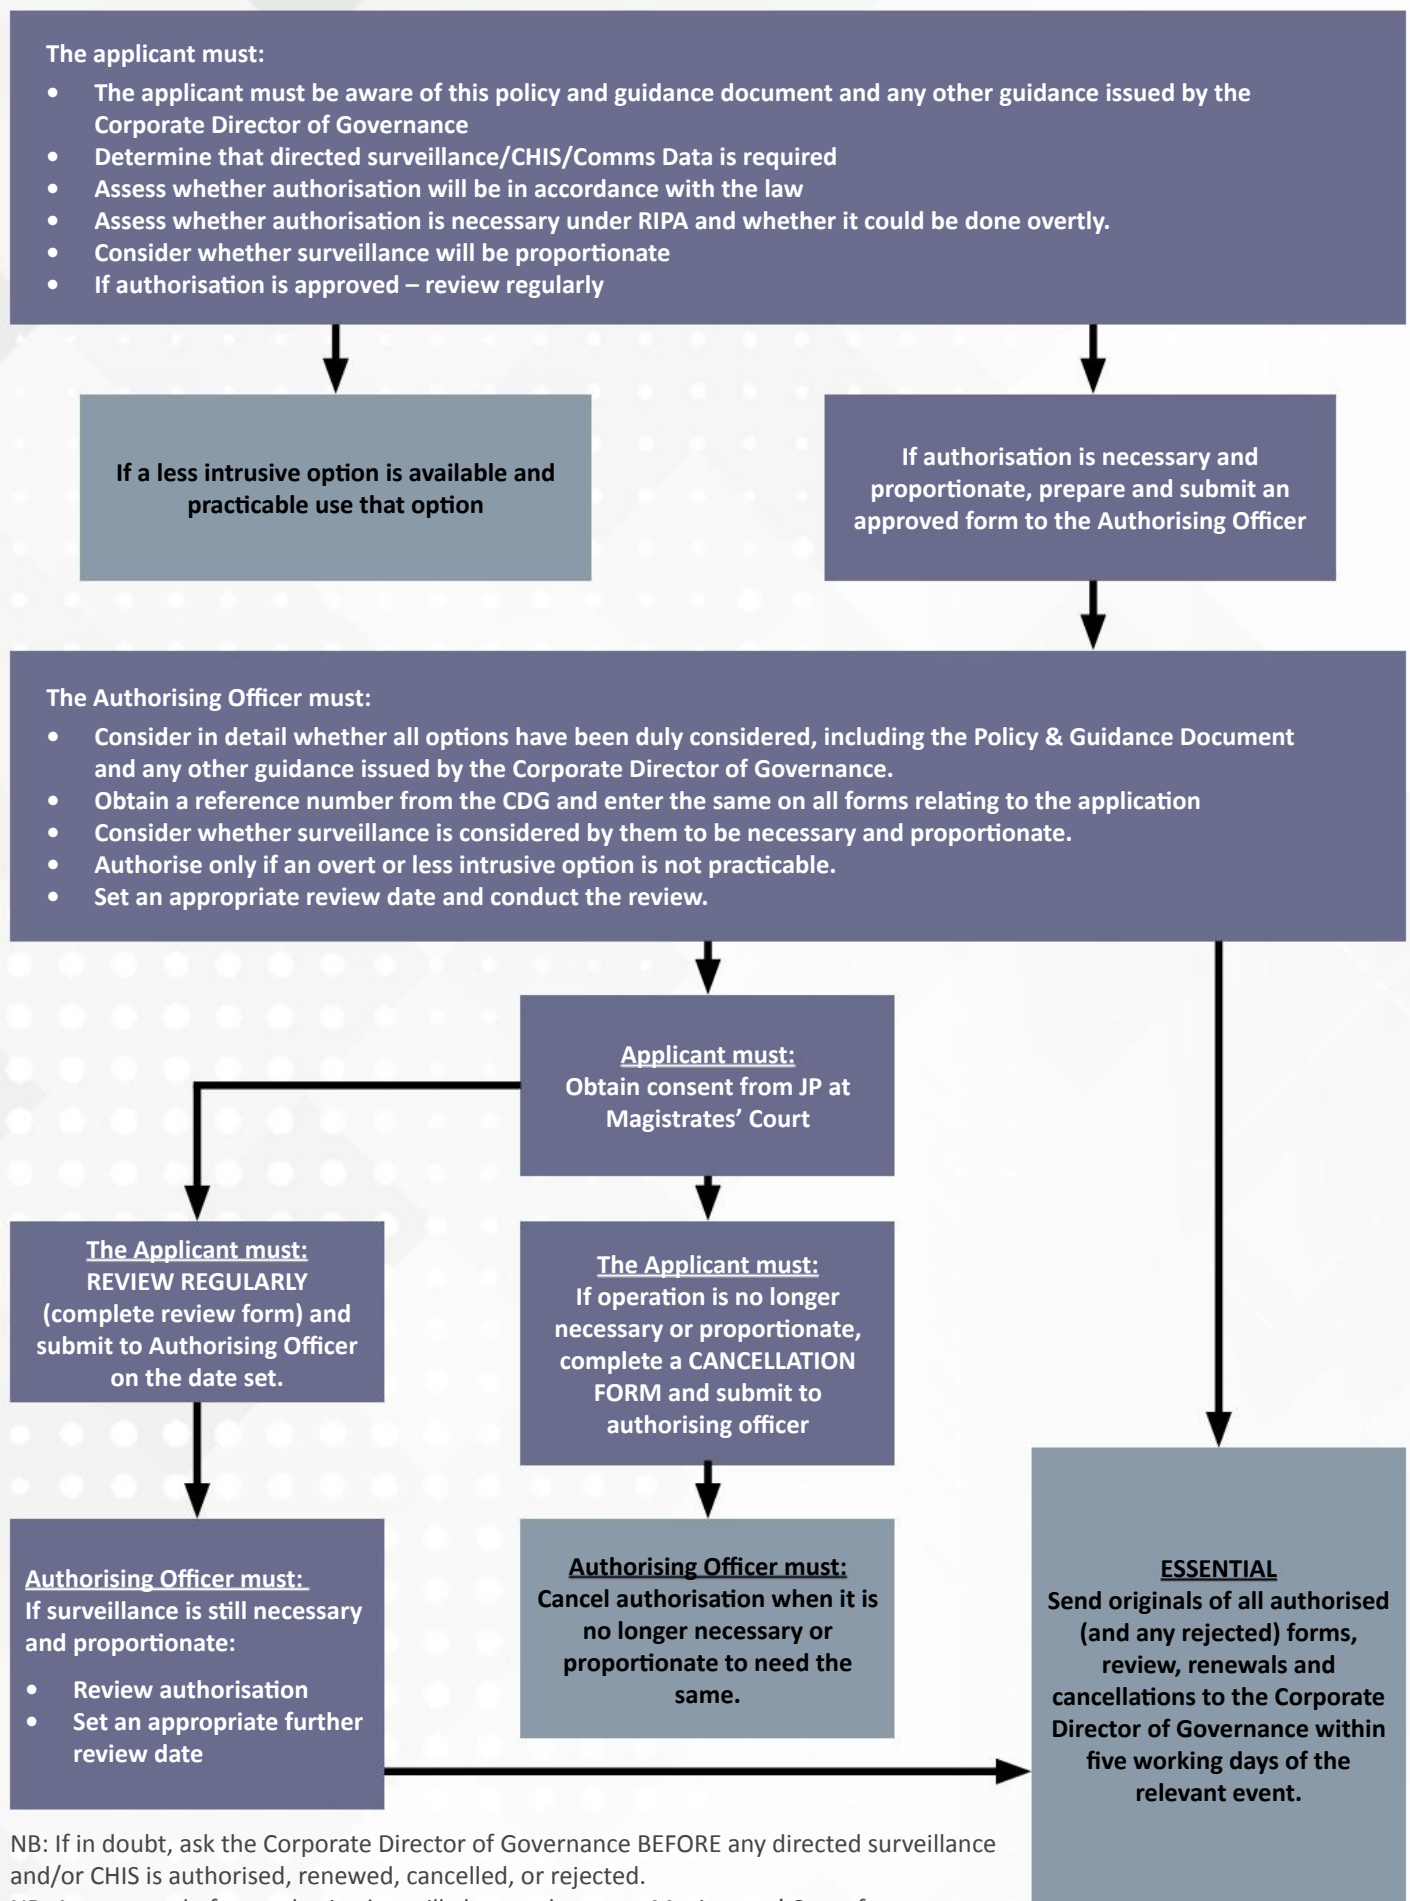 The applicant must:
• The applicant must be aware of this policy and guidance document and any other guidance issued by the
Corporate Director of Governance
• Determine that directed surveillance/CHIS/Comms Data is required
• Assess whether authorisation will be in accordance with the law
• Assess whether authorisation is necessary under RIPA and whether it could be done overtly.
• Consider whether surveillance will be proportionate
• If authorisation is approved – review regularly
If a less intrusive option is available and
practicable use that option
If authorisation is necessary and
proportionate, prepare and submit an
approved form to the Authorising Officer
The Authorising Officer must:
• Consider in detail whether all options have been duly considered, including the Policy & Guidance Document
and any other guidance issued by the Corporate Director of Governance.
• Obtain a reference number from the CDG and enter the same on all forms relating to the application
• Consider whether surveillance is considered by them to be necessary and proportionate.
• Authorise only if an overt or less intrusive option is not practicable.
• Set an appropriate review date and conduct the review.
Applicant must:
Obtain consent from JP at
Magistrates’ Court
The Applicant must:
REVIEW REGULARLY
(complete review form) and
submit to Authorising Officer
on the date set.
The Applicant must:
If operation is no longer
necessary or proportionate,
complete a CANCELLATION
FORM and submit to
authorising officer
Authorising Officer must:
If surveillance is still necessary
and proportionate:
• Review authorisation
• Set an appropriate further
review date
Authorising Officer must:
Cancel authorisation when it is
no longer necessary or
proportionate to need the
same.
ESSENTIAL
Send originals of all authorised
(and any rejected) forms,
review, renewals and
cancellations to the Corporate
Director of Governance within
five working days of the
relevant event.
NB: If in doubt, ask the Corporate Director of Governance BEFORE any directed surveillance
and/or CHIS is authorised, renewed, cancelled, or rejected.